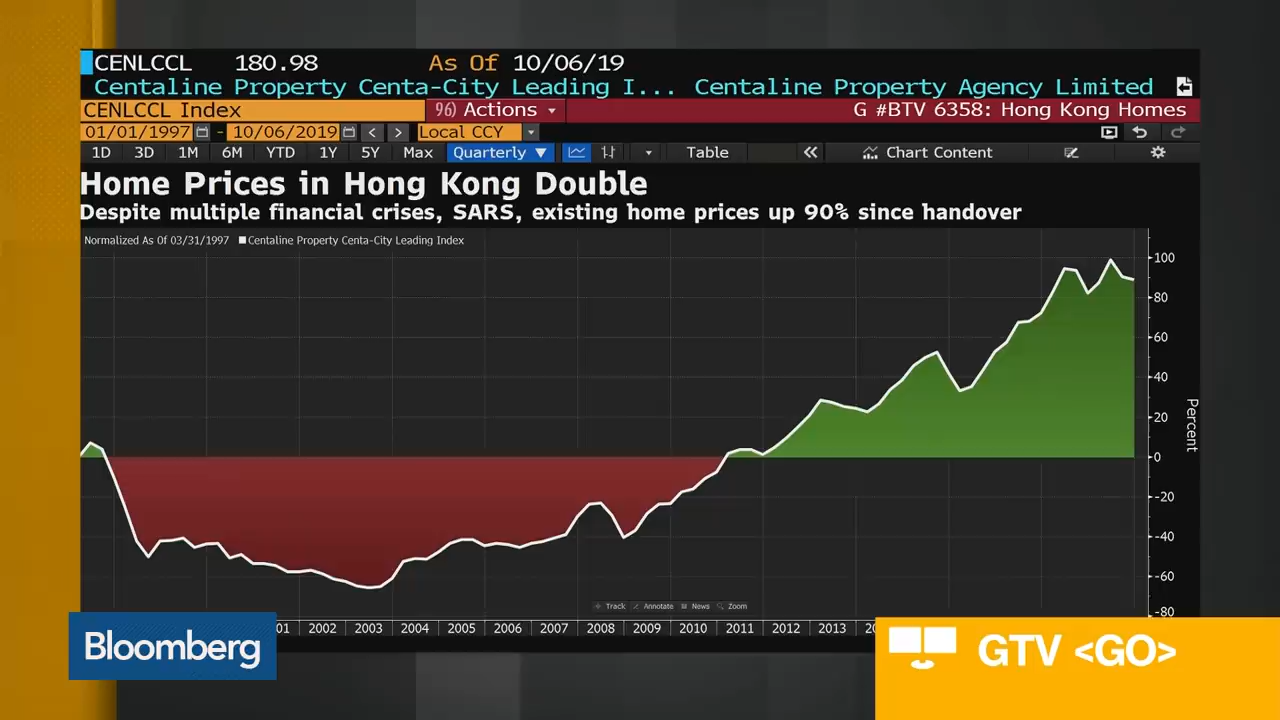 CENLCCL 180.98 As Of 10/06/19
Centaline Property Centa-City Leading I... Centaline Property Agency Limited
CENLCCL Index 96) Actions G #BTV 6358: Hong Kong Homes
01/01/1997 - 10/06/2019 < > Local CCY
1D 3D 1M 6M YTD 1Y 5Y Max Quarterly ▼ Table « Chart Content
Home Prices in Hong Kong Double
Despite multiple financial crises, SARS, existing home prices up 90% since handover
Normalized As Of 03/31/1997 Centaline Property Centa-City Leading Index
100
80
60
40
20
0
-20
-40
-60
-80
Percent
Track Annotate News Zoom
01 2002 2003 2004 2005 2006 2007 2008 2009 2010 2011 2012 2013
Bloomberg
GTV <GO>